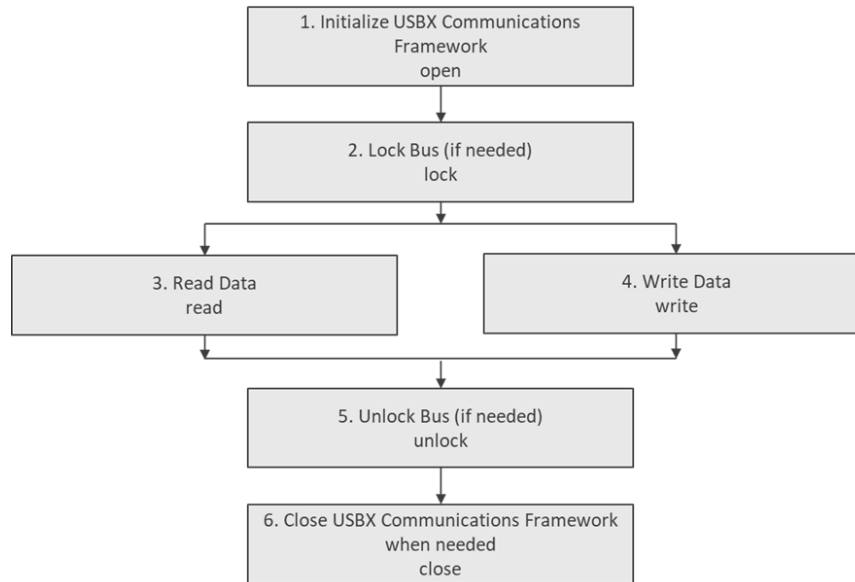 1. Initialize USBX Communications
Framework
open
2. Lock Bus (if needed)
lock
3. Read Data
read
4. Write Data
write
5. Unlock Bus (if needed)
unlock
6. Close USBX Communications Framework
when needed
close